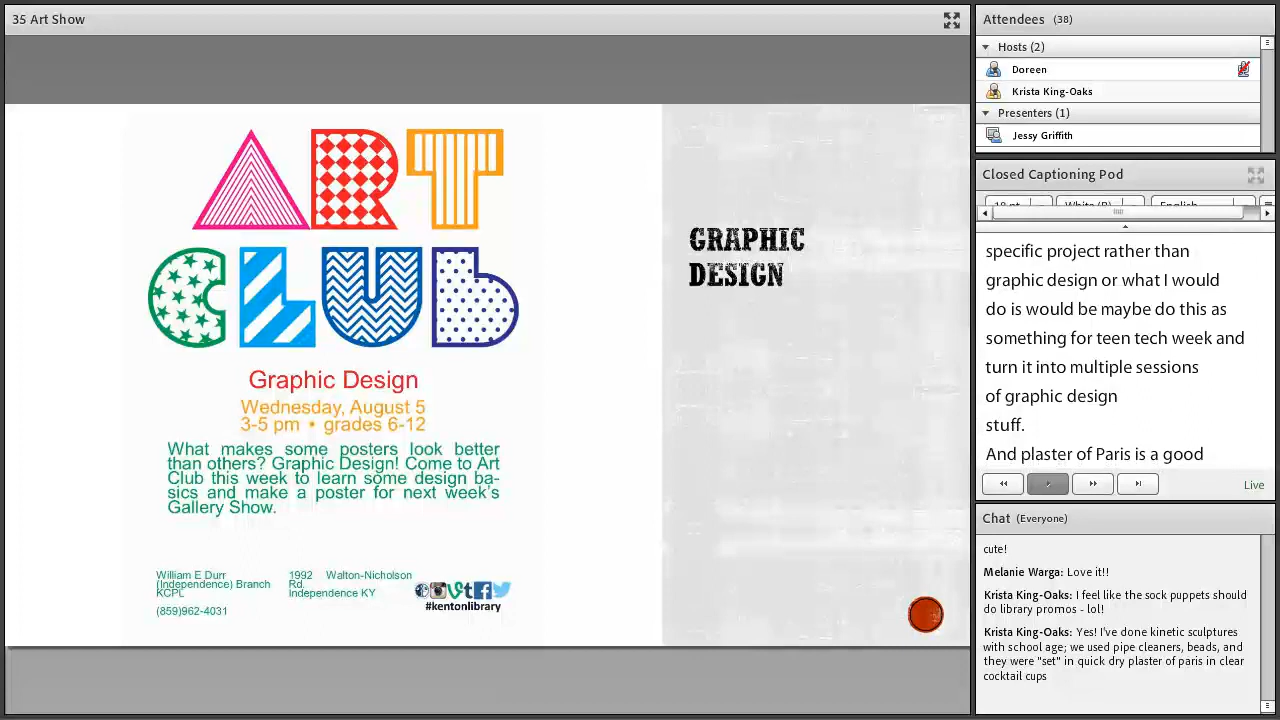 35 Art Show
ART
CLUb
Graphic Design
Wednesday, August 5
3-5 pm • grades 6-12
What makes some posters look better
than others? Graphic Design! Come to Art
Club this week to learn some design ba-
sics and make a poster for next week's
Gallery Show.
William E Durr
(Independence) Branch
KCPL
(859)962-4031
1992 Walton-Nicholson
Rd.
Independence KY
#kentonlibrary
GRAPHIC
DESIGN
Attendees (38)
Hosts (2)
Doreen
Krista King-Oaks
Presenters (1)
Jessy Griffith
Closed Captioning Pod
18 pt White (B) English
specific project rather than
graphic design or what I would
do is would be maybe do this as
something for teen tech week and
turn it into multiple sessions
of graphic design
stuff.
And plaster of Paris is a good
Live
Chat (Everyone)
cute!
Melanie Warga: Love it!!
Krista King-Oaks: I feel like the sock puppets should
do library promos - lol!
Krista King-Oaks: Yes! I've done kinetic sculptures
with school age; we used pipe cleaners, beads, and
they were "set" in quick dry plaster of paris in clear
cocktail cups